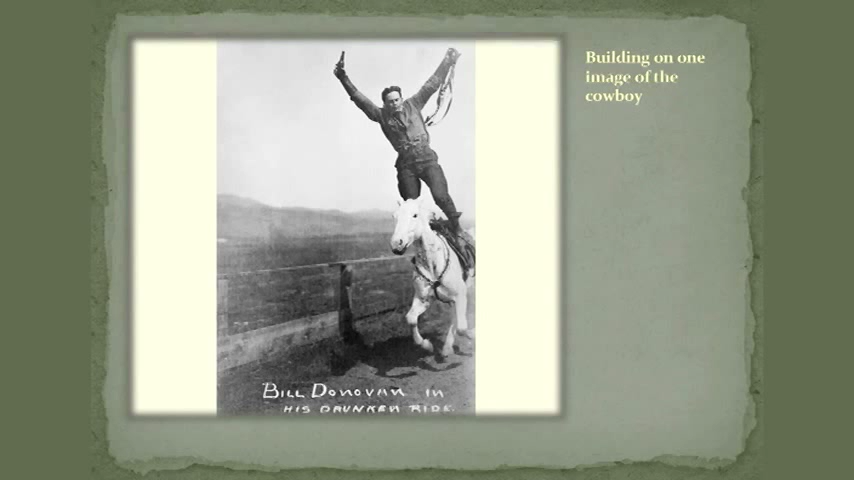 Building on one
image of the
cowboy
BILL DONOVAN IN
HIS DRUNKEN RIDE.